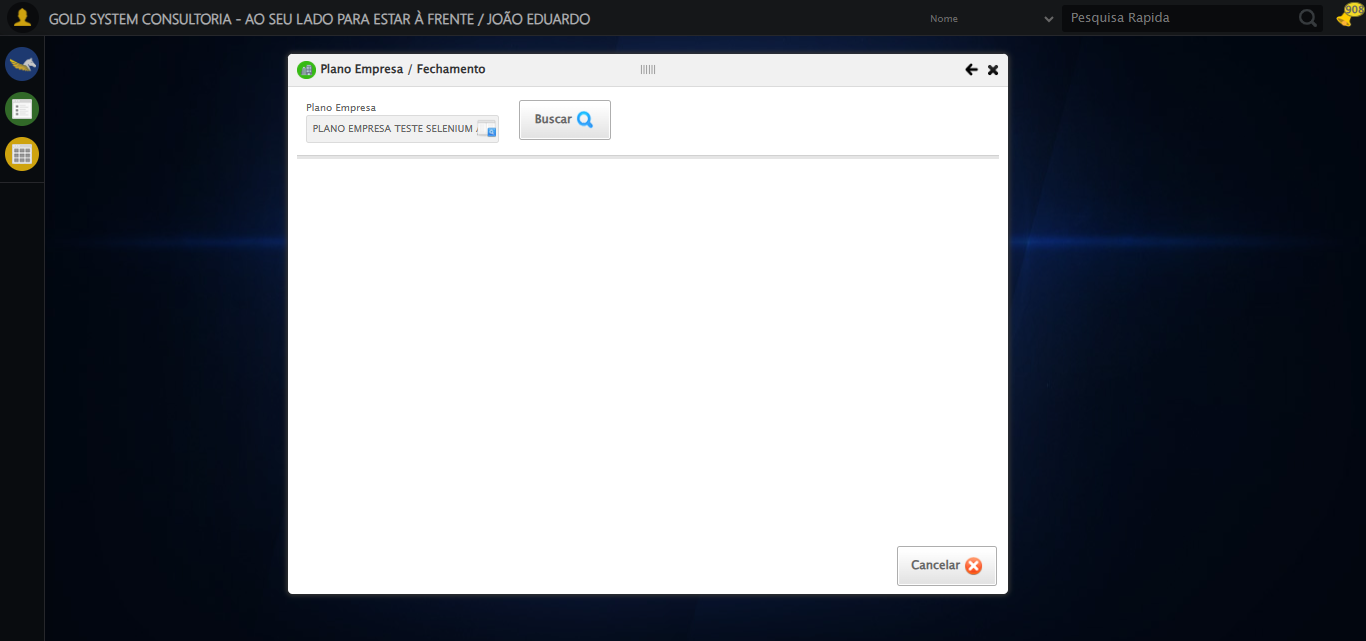 GOLD SYSTEM CONSULTORIA - AO SEU LADO PARA ESTAR À FRENTE / JOÃO EDUARDO
Nome
Pesquisa Rapida
908
Plano Empresa / Fechamento
Plano Empresa
PLANO EMPRESA TESTE SELENIUM
Buscar
Cancelar